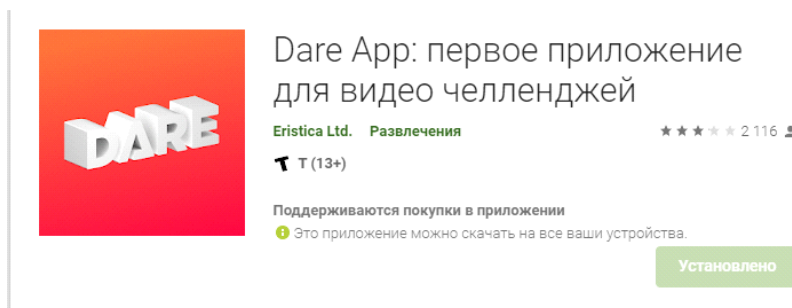 DARE
Dare App: первое приложение
для видео челленджей
Eristica Ltd. Развлечения
2 116
T (13+)
Поддерживаются покупки в приложении
Это приложение можно скачать на все ваши устройства.
Установлено